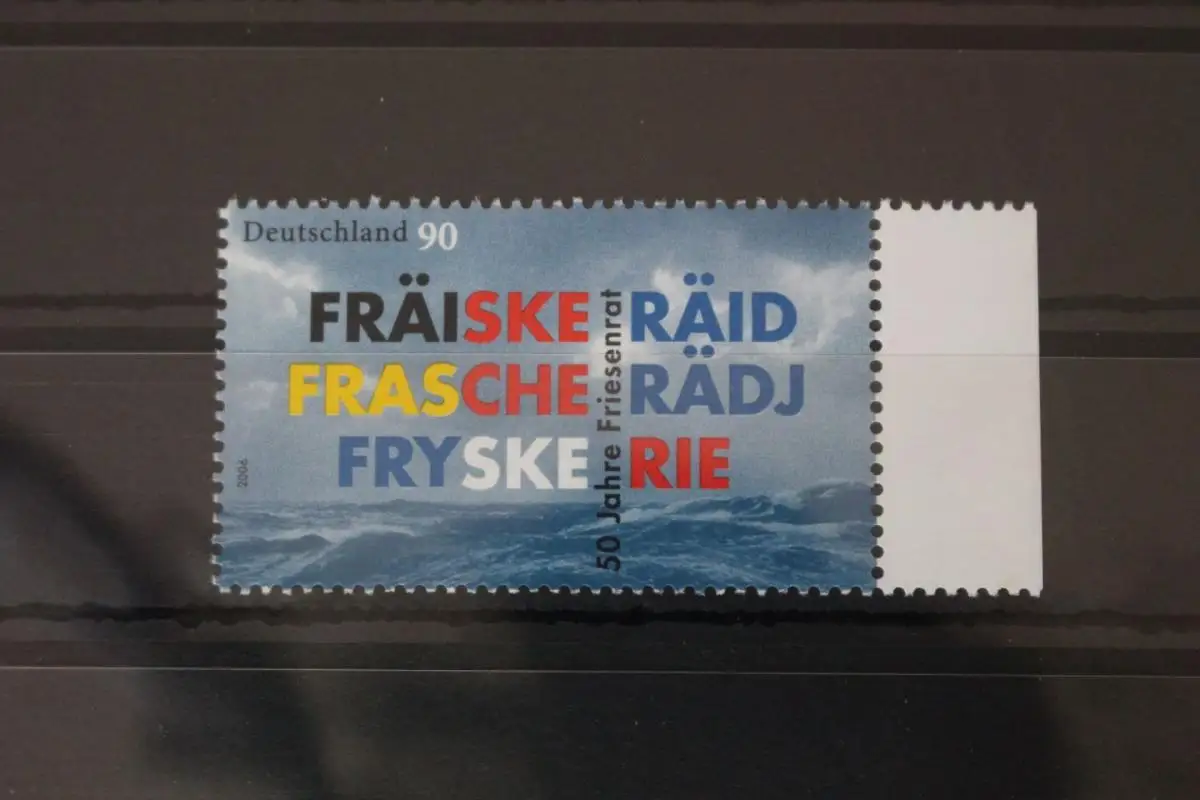 Deutschland 90
FRÄISKE RÄID
FRASCHE RÄDJ
FRYSKE RIE
50 Jahre Friesenrat
2006